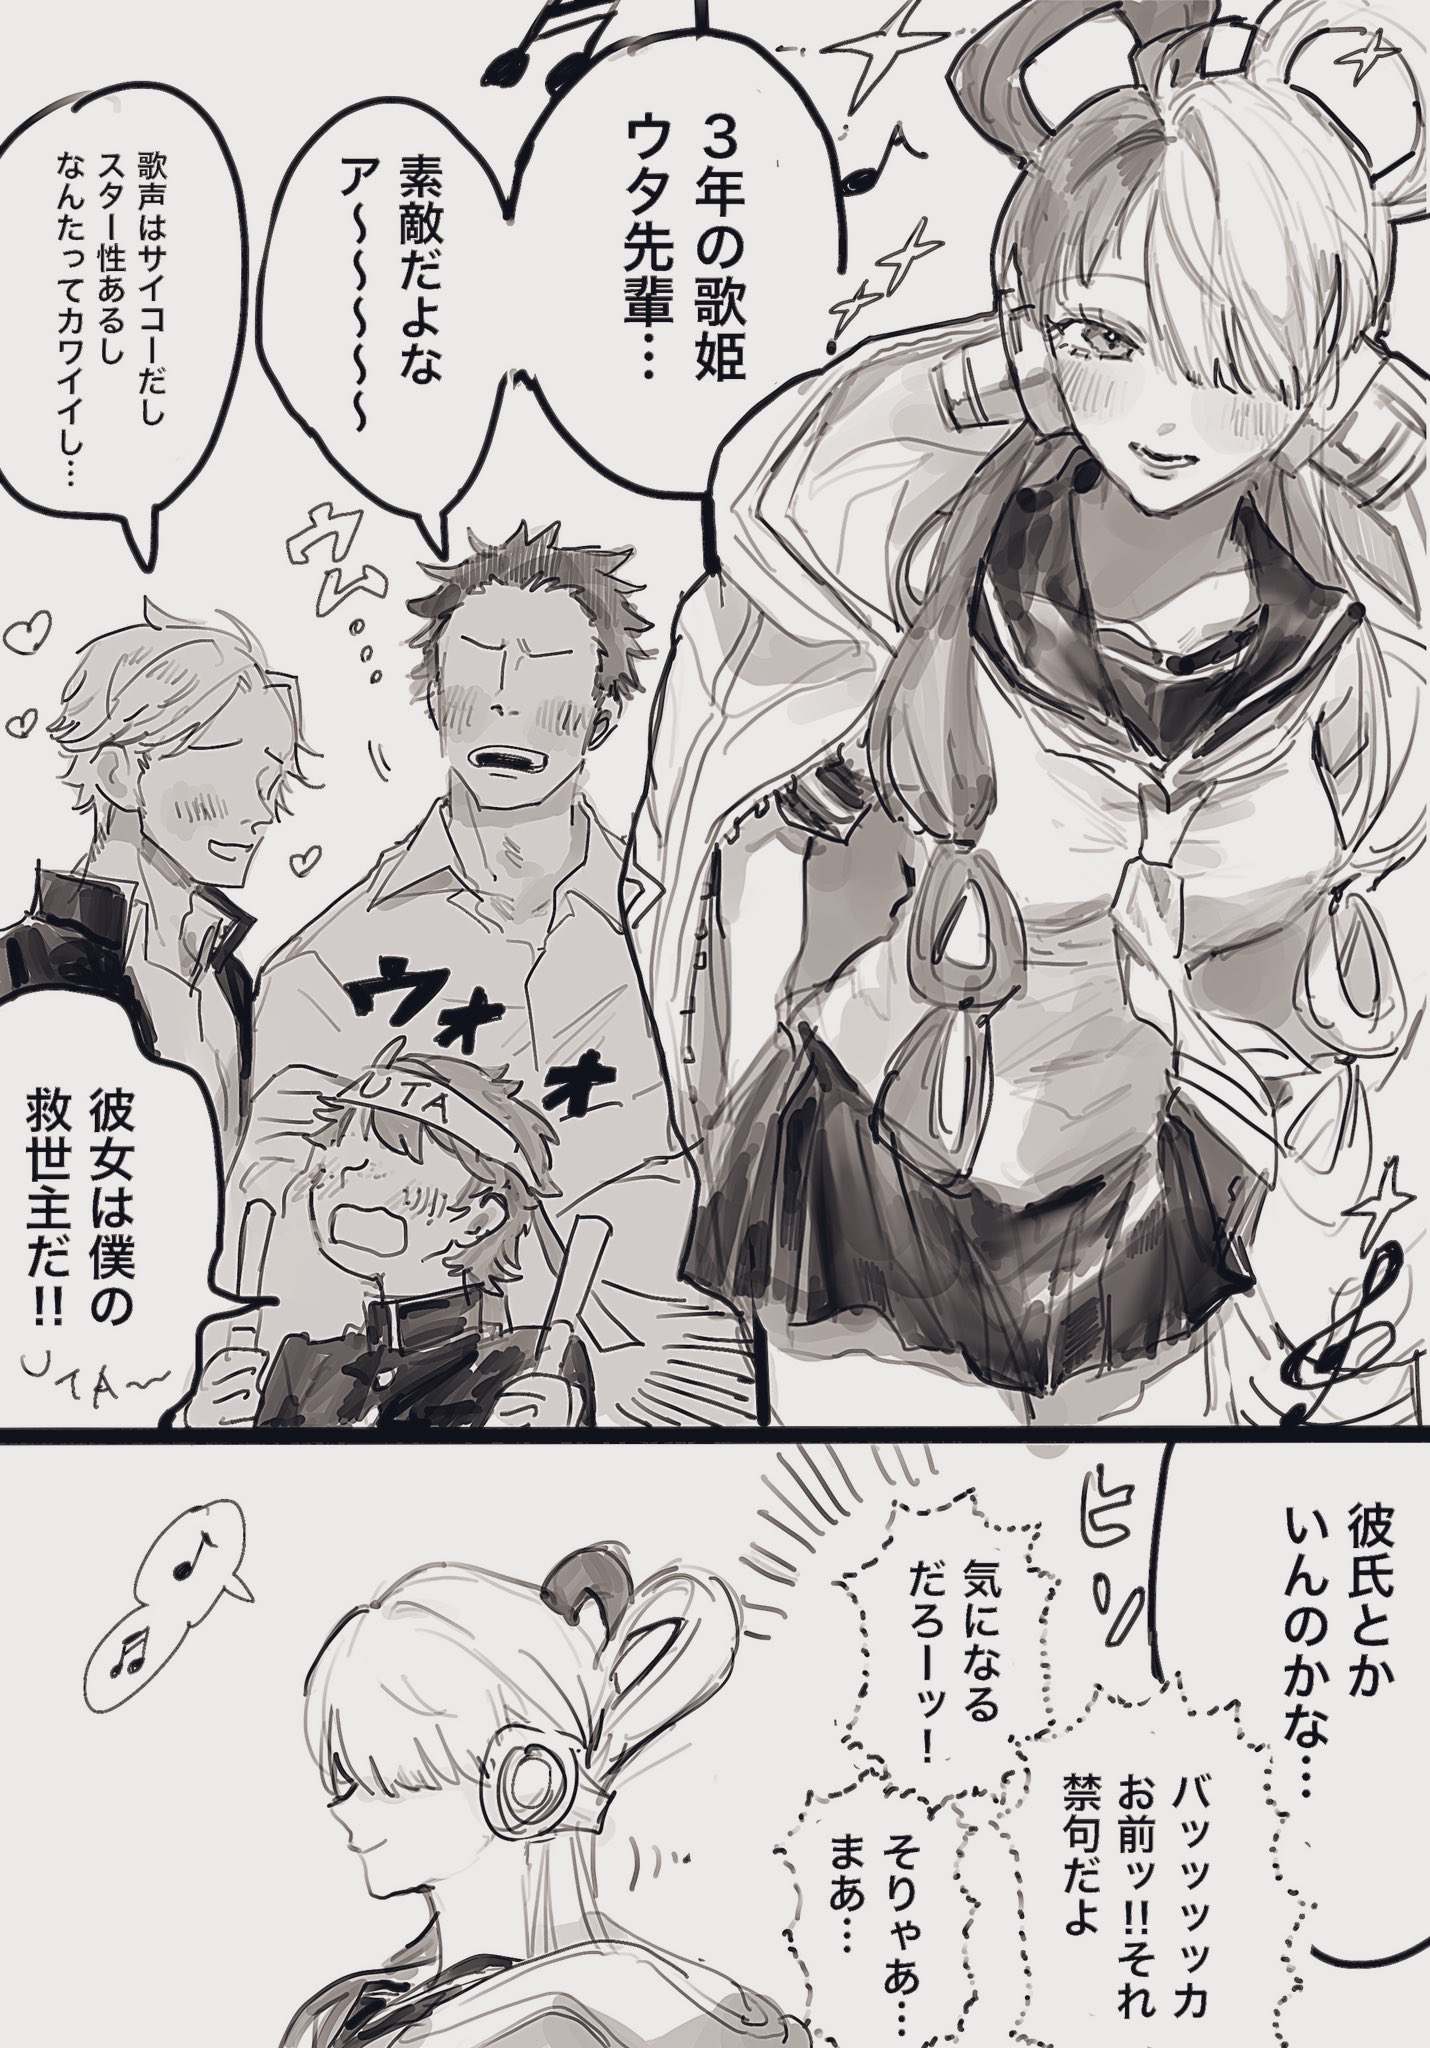 3年の歌姫
ウタ先輩…
素敵だよな
ア〜〜〜〜〜
歌声はサイコーだし
スター性あるし
なんたってカワイイし…
ウム…
ウォォ
UTA
彼女は僕の
救世主だ!!
UTA〜
彼氏とか
いんのかな…
ピソ
バッッッッカ
お前ッ!!それ
禁句だよ
気になる
だろーッ!
そりゃあ…
まあ…